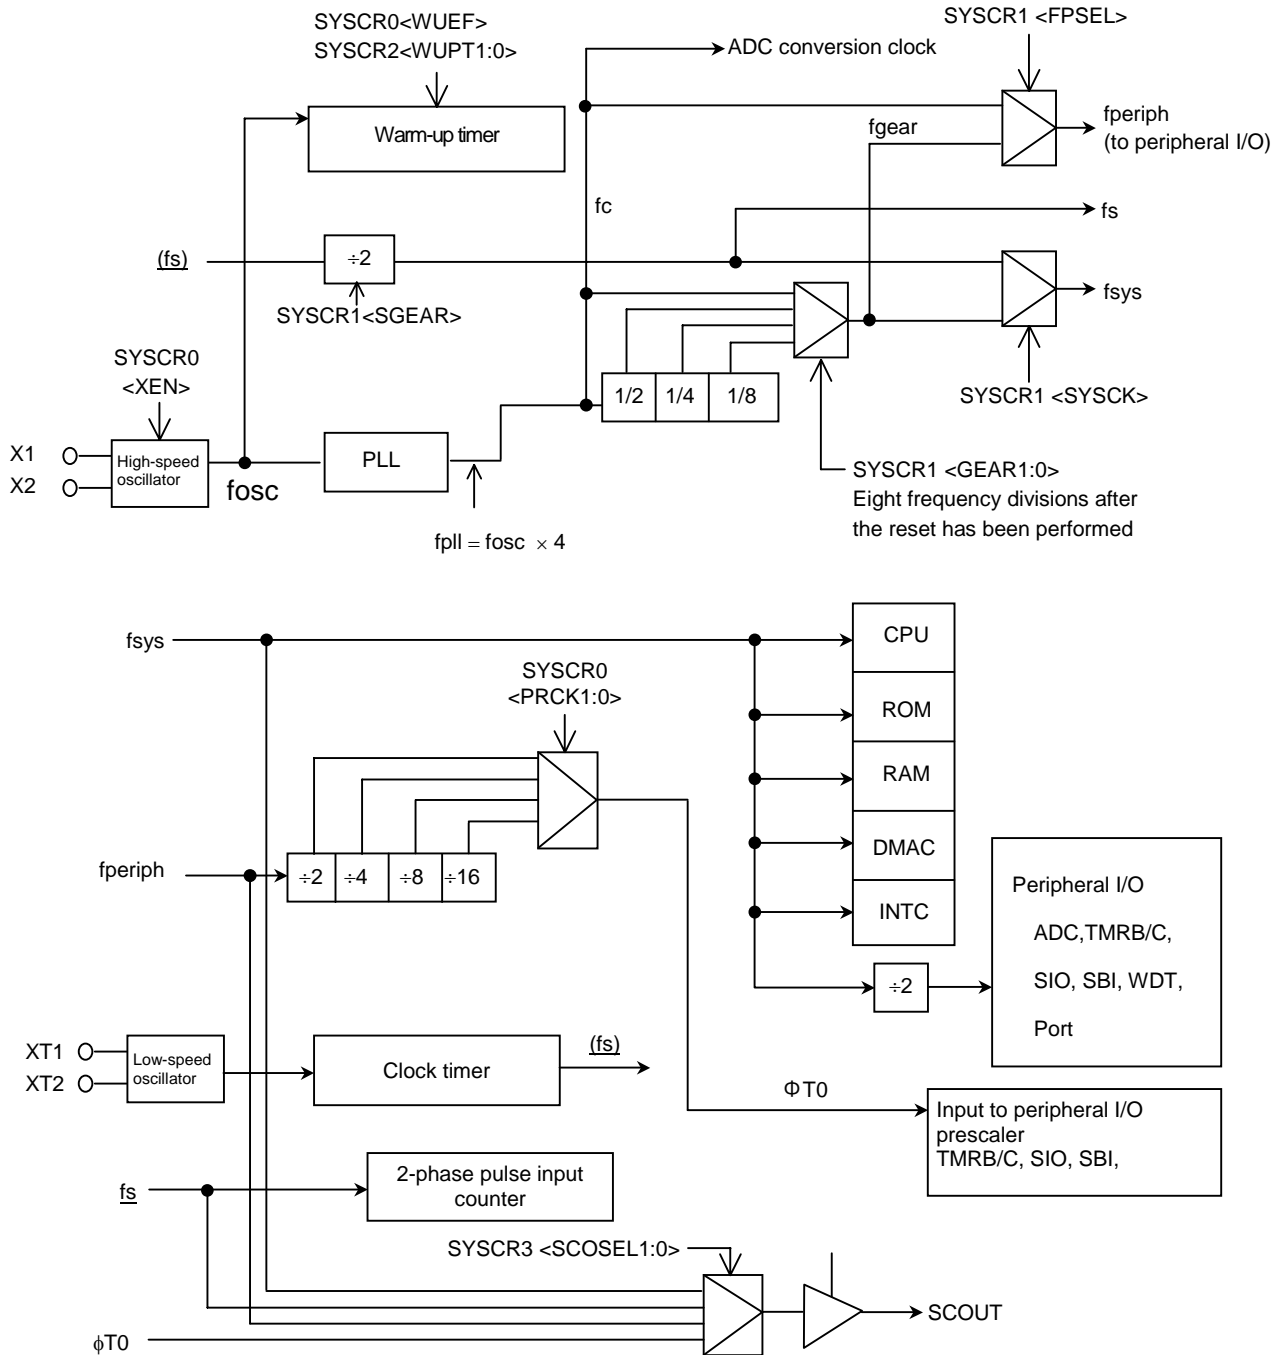 SYSCR0<WUEF>
SYSCR2<WUPT1:0>
SYSCR1 <FPSEL>
ADC conversion clock
Warm-up timer
fgear
fperiph
(to peripheral I/O)
fc
fs
(fs)
÷2
SYSCR1<SGEAR>
fsys
SYSCR0
<XEN>
1/2
1/4
1/8
SYSCR1 <SYSCK>
X1
X2
High-speed
oscillator
fosc
PLL
SYSCR1 <GEAR1:0>
Eight frequency divisions after
the reset has been performed
fpll = fosc × 4
fsys
CPU
SYSCR0
<PRCK1:0>
ROM
RAM
DMAC
INTC
fperiph
÷2
÷4
÷8
÷16
Peripheral I/O
ADC,TMRB/C,
SIO, SBI, WDT,
Port
÷2
XT1
XT2
Low-speed
oscillator
Clock timer
(fs)
ΦT0
Input to peripheral I/O
prescaler
TMRB/C, SIO, SBI,
fs
2-phase pulse input
counter
SYSCR3 <SCOSEL1:0>
SCOUT
ϕT0